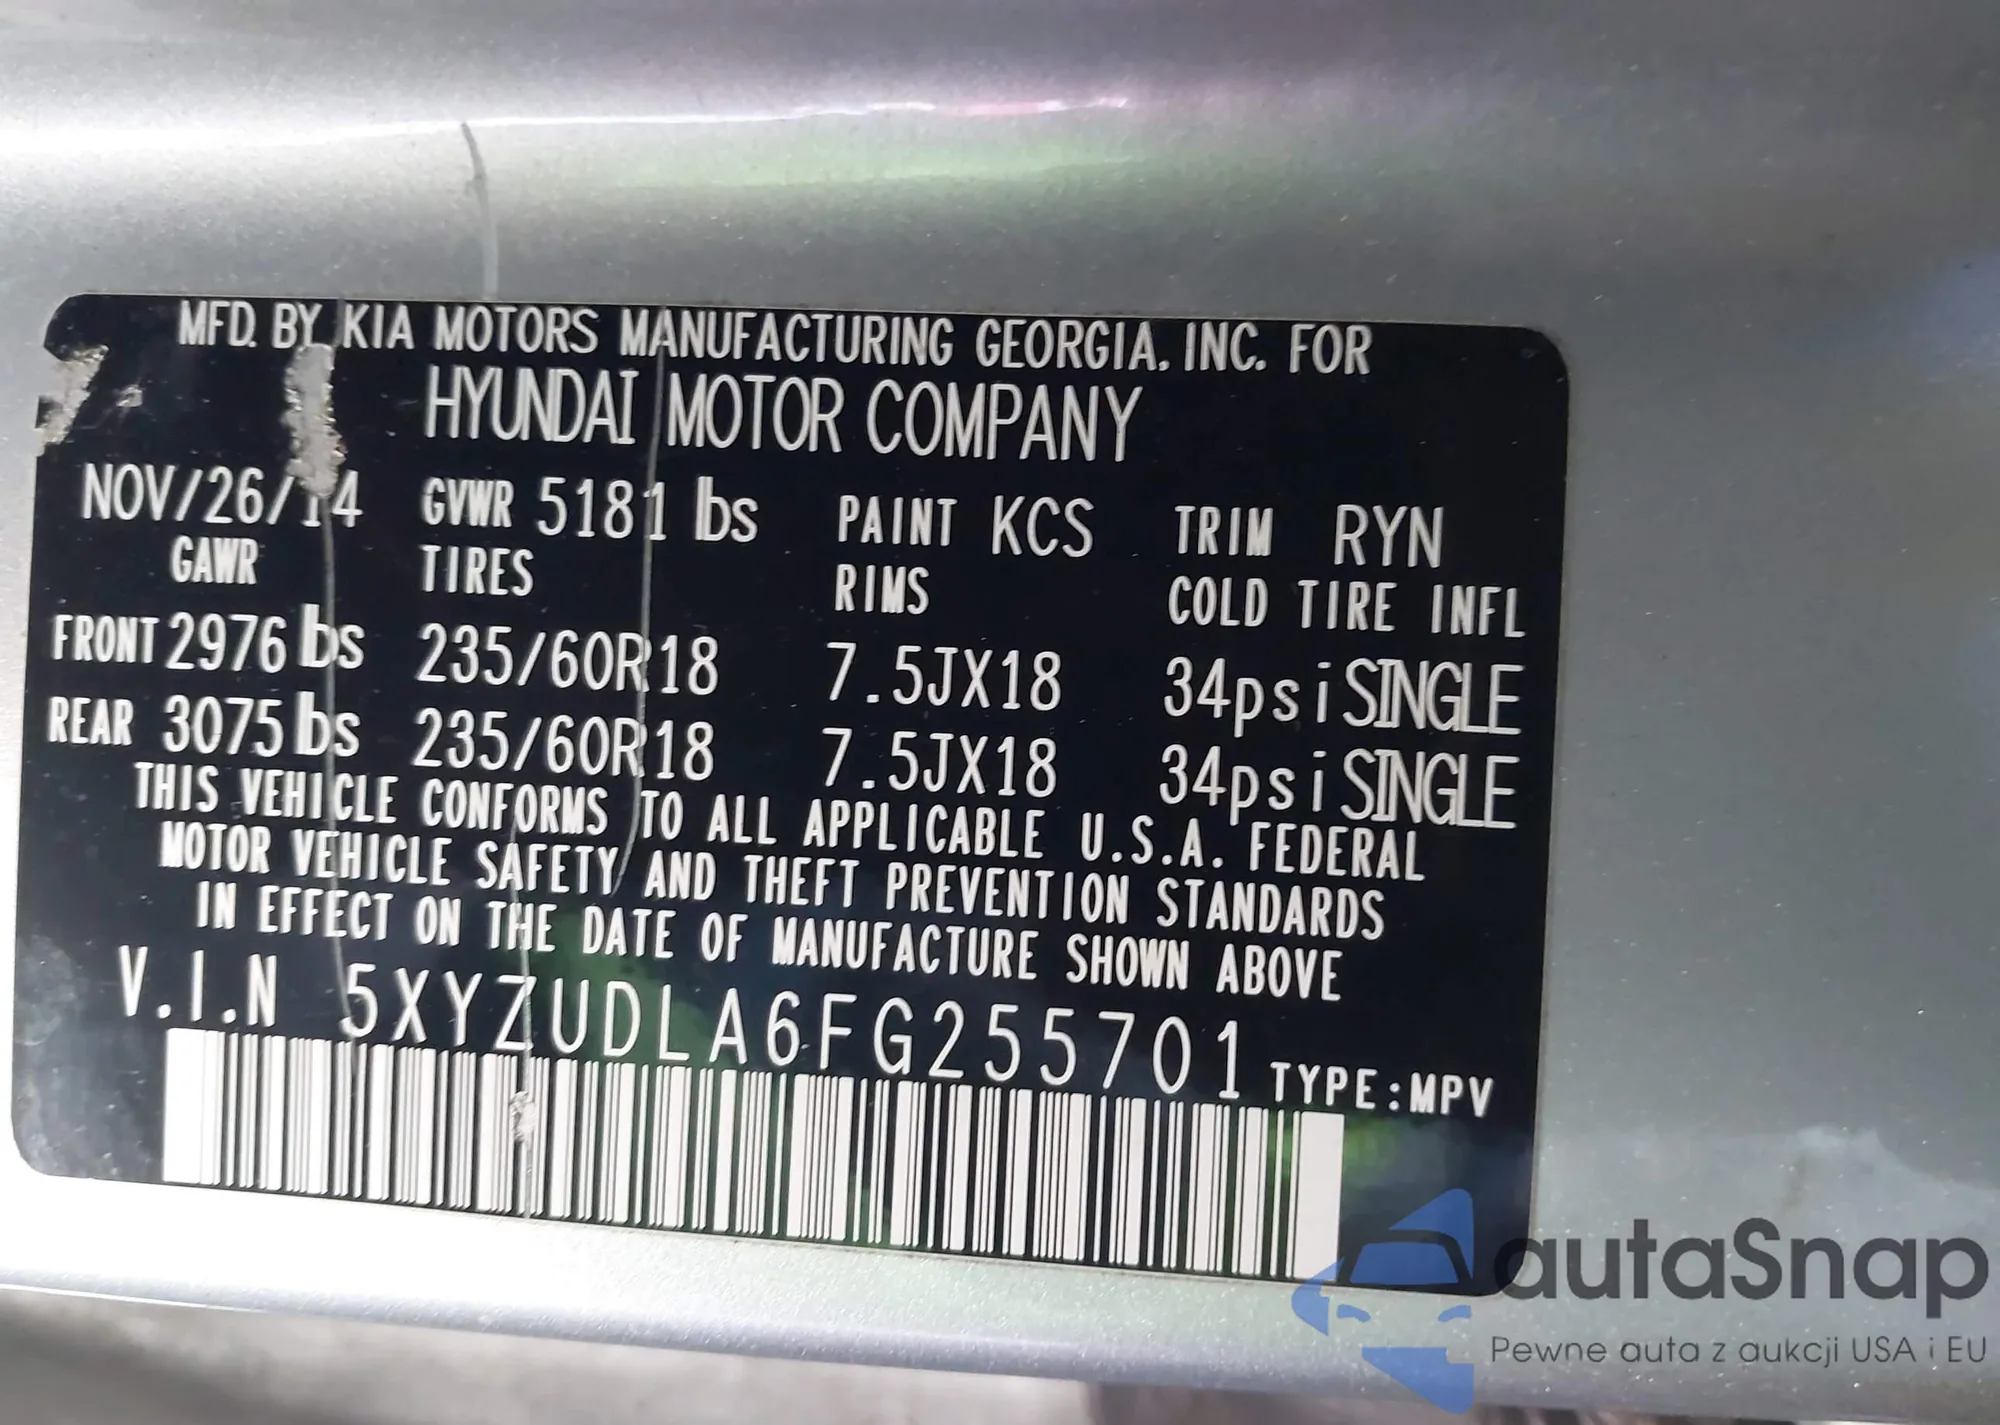 MFD. BY KIA MOTORS MANUFACTURING GEORGIA. INC. FOR
HYUNDAI MOTOR COMPANY
NOV/26/14 GVWR 5181 lbs PAINT KCS TRIM RYN
GAWR TIRES RIMS COLD TIRE INFL
FRONT 2976 lbs 235/60R18 7.5JX18 34psi SINGLE
REAR 3075 lbs 235/60R18 7.5JX18 34psi SINGLE
THIS VEHICLE CONFORMS TO ALL APPLICABLE U.S.A. FEDERAL
MOTOR VEHICLE SAFETY AND THEFT PREVENTION STANDARDS
IN EFFECT ON THE DATE OF MANUFACTURE SHOWN ABOVE
V.I.N 5XYZUDLA6FG255701 TYPE:MPV
autaSnap
Pewne auta z aukcji USA i EU